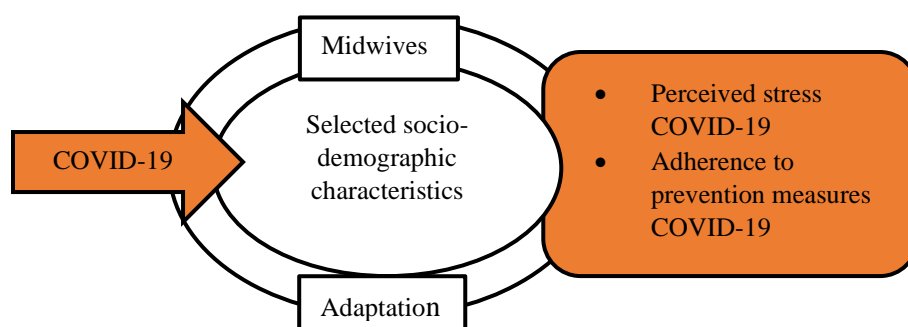 Midwives
COVID-19
Selected socio-
demographic
characteristics
• Perceived stress
COVID-19
• Adherence to
prevention measures
COVID-19
Adaptation